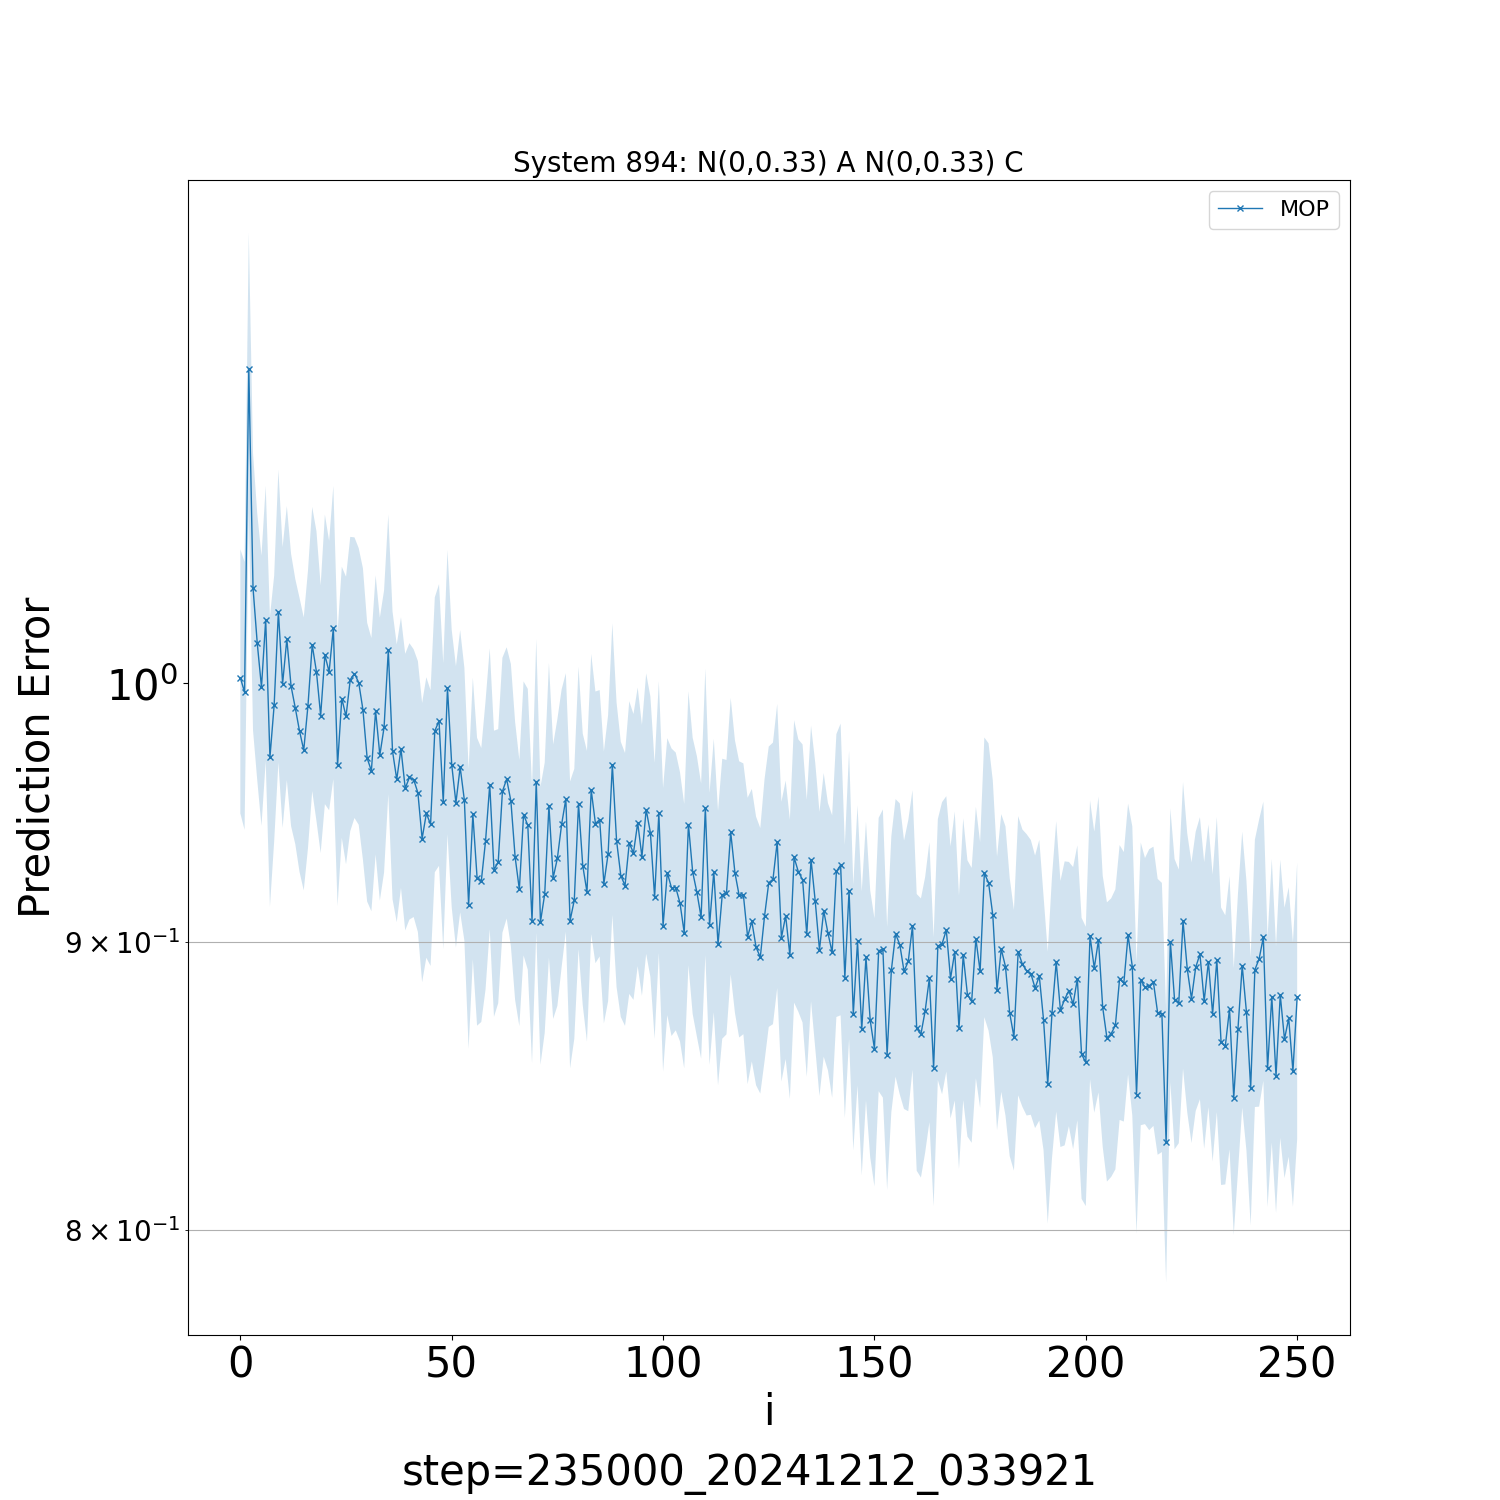 System 894: N(0,0.33) A N(0,0.33) C
MOP
Prediction Error
10⁰
9 × 10⁻¹
8 × 10⁻¹
0 50 100 150 200 250
i
step=235000_20241212_033921